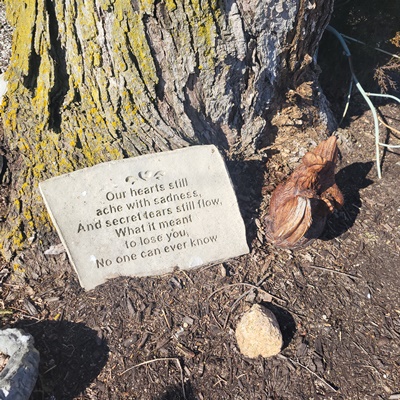 Our hearts still
ache with sadness,
And secret tears still flow,
What it meant
to lose you,
No one can ever know